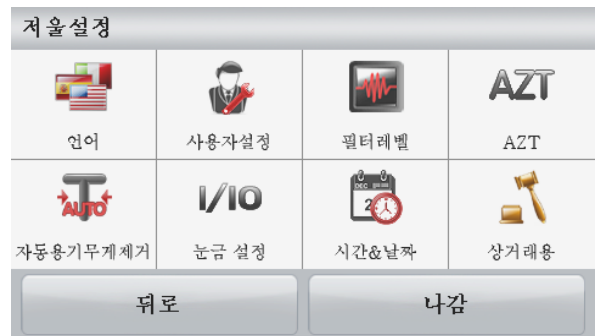 저울설정
AZT
언어
사용자설정
필터레벨
AZT
AUTO
I/IO
DEC
2
자동용기무게제거
눈금 설정
시간&날짜
상거래용
뒤로
나감